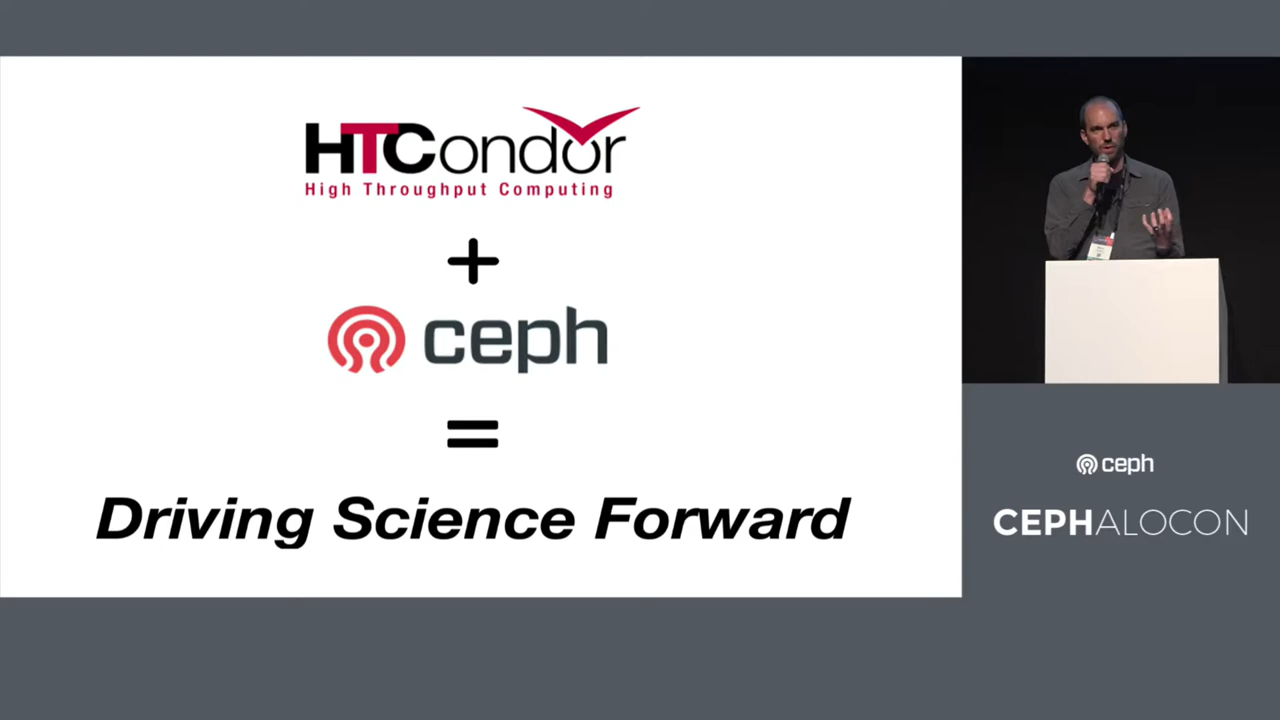 HTCondor
High Throughput Computing
+
ceph
=
Driving Science Forward
ceph
CEPHALOCON